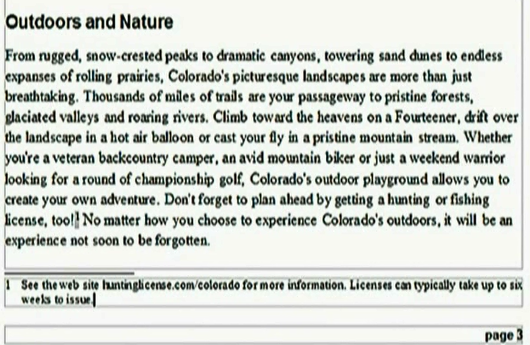 Outdoors and Nature
From rugged, snow-crested peaks to dramatic canyons, towering sand dunes to endless
expanses of rolling prairies, Colorado's picturesque landscapes are more than just
breathtaking. Thousands of miles of trails are your passageway to pristine forests,
glaciated valleys and roaring rivers. Climb toward the heavens on a Fourteener, drift over
the landscape in a hot air balloon or cast your fly in a pristine mountain stream. Whether
you're a veteran backcountry camper, an avid mountain biker or just a weekend warrior
looking for a round of championship golf, Colorado's outdoor playground allows you to
create your own adventure. Don't forget to plan ahead by getting a hunting or fishing
license, too!1 No matter how you choose to experience Colorado's outdoors, it will be an
experience not soon to be forgotten.
1 See the web site huntinglicense.com/colorado for more information. Licenses can typically take up to six
weeks to issue.
page 3